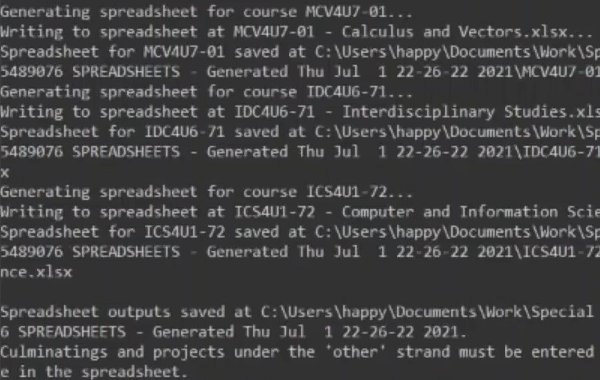 Generating spreadsheet for course MCV4U7-01...
Writing to spreadsheet at MCV4U7-01 - Calculus and Vectors.xlsx...
Spreadsheet for MCV4U7-01 saved at C:\Users\happy\Documents\Work\Sp
5489076 SPREADSHEETS - Generated Thu Jul  1 22-26-22 2021\MCV4U7-01
Generating spreadsheet for course IDC4U6-71...
Writing to spreadsheet at IDC4U6-71 - Interdisciplinary Studies.xls
Spreadsheet for IDC4U6-71 saved at C:\Users\happy\Documents\Work\Sp
5489076 SPREADSHEETS - Generated Thu Jul  1 22-26-22 2021\IDC4U6-71
x
Generating spreadsheet for course ICS4U1-72...
Writing to spreadsheet at ICS4U1-72 - Computer and Information Scie
Spreadsheet for ICS4U1-72 saved at C:\Users\happy\Documents\Work\Sp
5489076 SPREADSHEETS - Generated Thu Jul  1 22-26-22 2021\ICS4U1-72
nce.xlsx
Spreadsheet outputs saved at C:\Users\happy\Documents\Work\Special
6 SPREADSHEETS - Generated Thu Jul  1 22-26-22 2021.
Culminatings and projects under the 'other' strand must be entered
e in the spreadsheet.